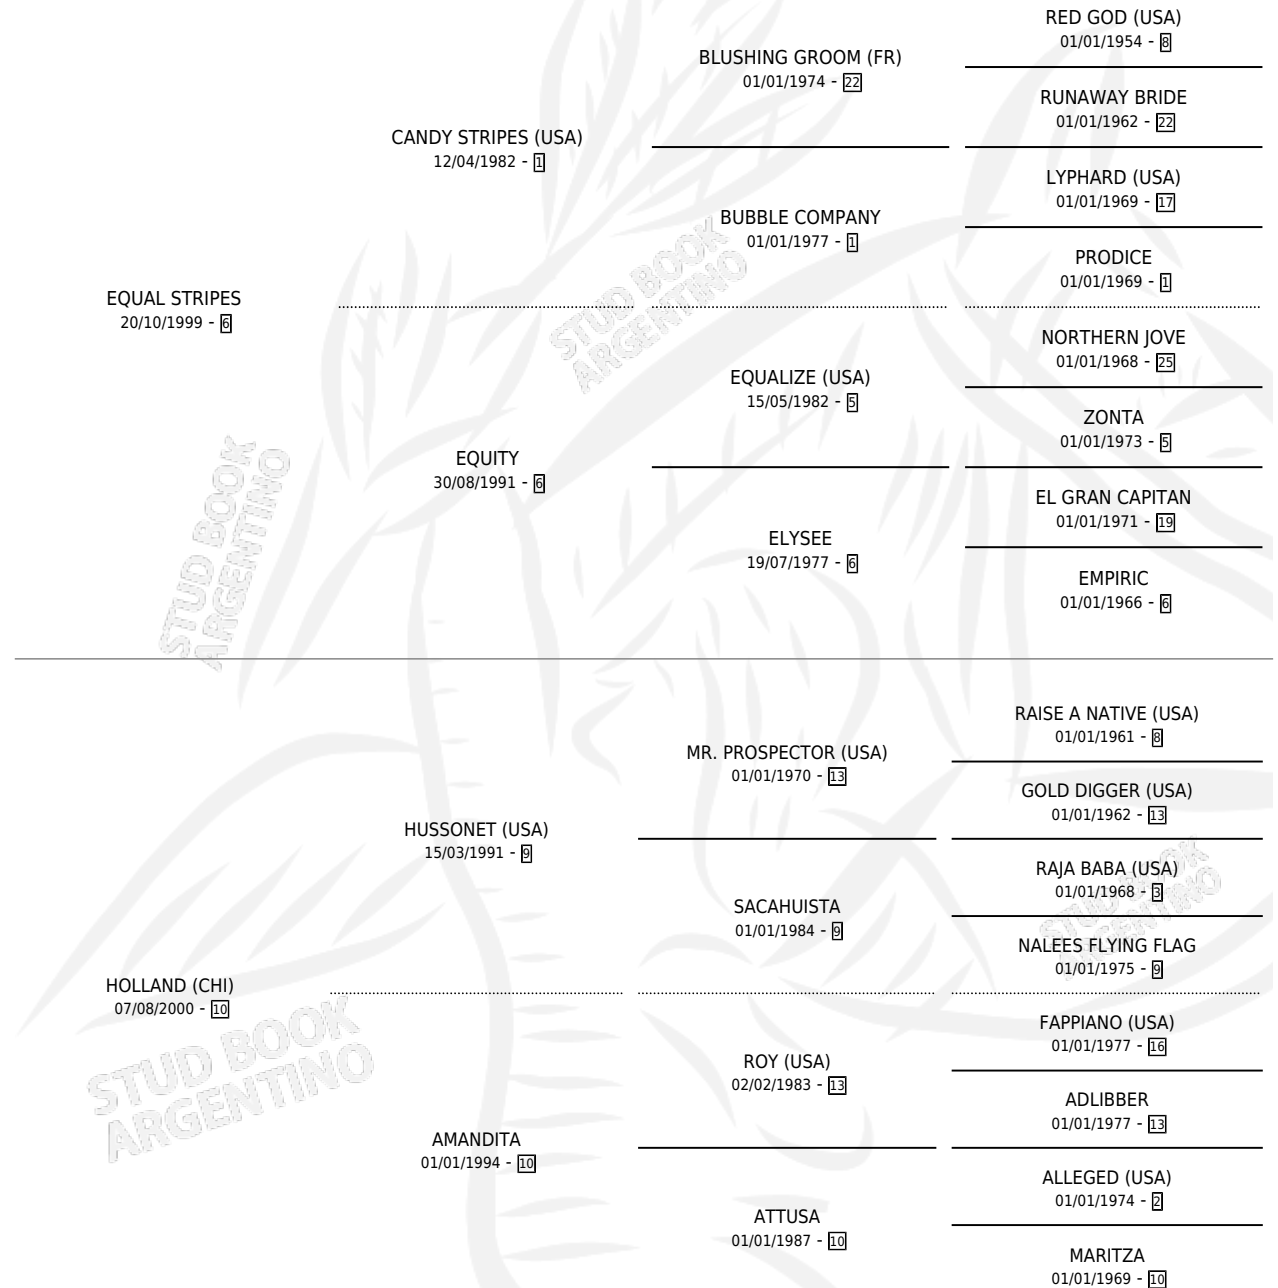 RED GOD (USA)
01/01/1954 - 8
BLUSHING GROOM (FR)
01/01/1974 - 22
RUNAWAY BRIDE
01/01/1962 - 22
CANDY STRIPES (USA)
12/04/1982 - 1
LYPHARD (USA)
01/01/1969 - 17
BUBBLE COMPANY
01/01/1977 - 1
PRODICE
01/01/1969 - 1
EQUAL STRIPES
20/10/1999 - 6
STUD BOOK
ARGENTINO
NORTHERN JOVE
01/01/1968 - 25
EQUALIZE (USA)
15/05/1982 - 5
ZONTA
01/01/1973 - 5
EQUITY
30/08/1991 - 6
EL GRAN CAPITAN
01/01/1971 - 19
ELYSEE
19/07/1977 - 6
EMPIRIC
01/01/1966 - 6
STUD BOOK
ARGENTINO
RAISE A NATIVE (USA)
01/01/1961 - 8
MR. PROSPECTOR (USA)
01/01/1970 - 13
GOLD DIGGER (USA)
01/01/1962 - 13
HUSSONET (USA)
15/03/1991 - 9
RAJA BABA (USA)
01/01/1968 - 3
STUD BOOK
ARGENTINO
SACAHUISTA
01/01/1984 - 9
NALEES FLYING FLAG
01/01/1975 - 9
HOLLAND (CHI)
07/08/2000 - 10
STUD BOOK
ARGENTINO
FAPPIANO (USA)
01/01/1977 - 16
ROY (USA)
02/02/1983 - 13
ADLIBBER
01/01/1977 - 13
AMANDITA
01/01/1994 - 10
ALLEGED (USA)
01/01/1974 - 2
ATTUSA
01/01/1987 - 10
MARITZA
01/01/1969 - 10